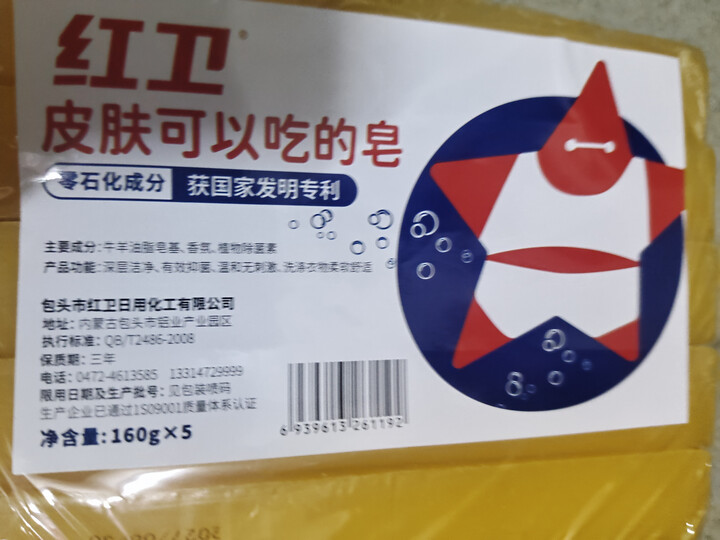 红卫®
皮肤可以吃的皂
零石化成分 获国家发明专利
主要成分:牛羊油脂皂基、香氛、植物除菌素
产品功能:深层洁净、有效抑菌、温和无刺激、洗涤衣物柔软舒适
包头市红卫日用化工有限公司
地址:内蒙古包头市铝业产业园区
执行标准:QB/T2486-2008
保质期:三年
电话:0472-4613585 13314729999
限用日期及生产批号:见包装喷码
生产企业已通过ISO9001质量体系认证
净含量:160g×5
6 939613 261192